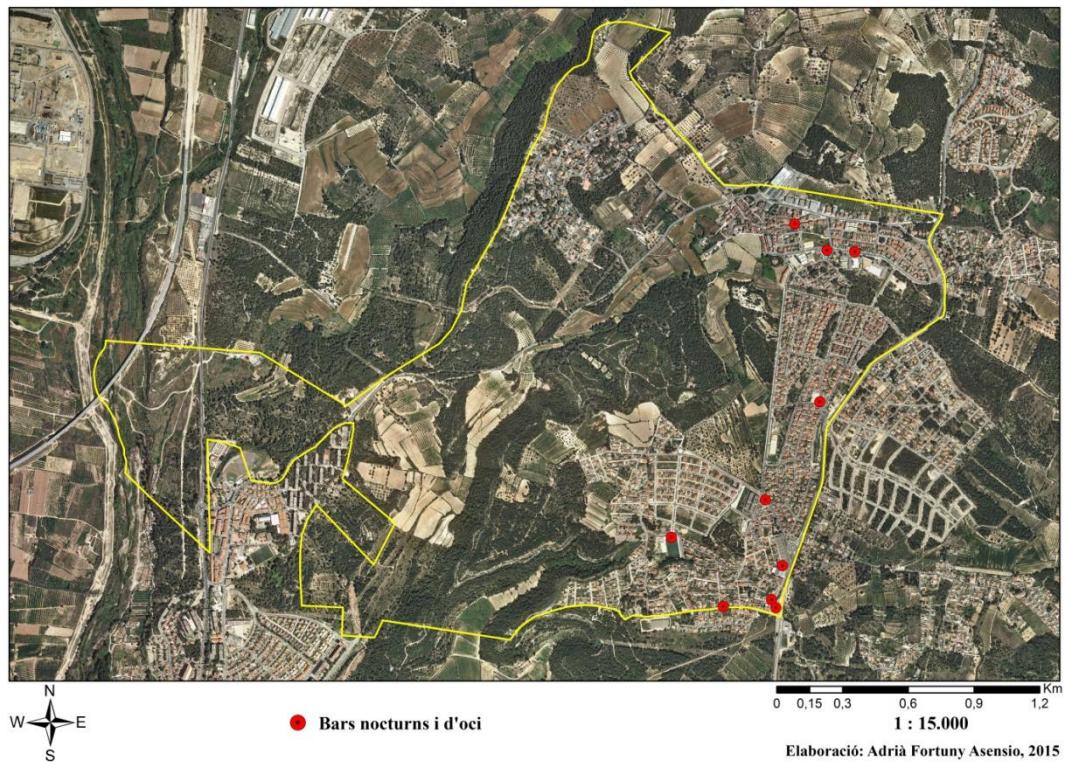 N
W E
S
Bars nocturns i d'oci
Km
0 0,15 0,3 0,6 0,9 1,2
1 : 15.000
Elaboració: Adrià Fortuny Asensio, 2015